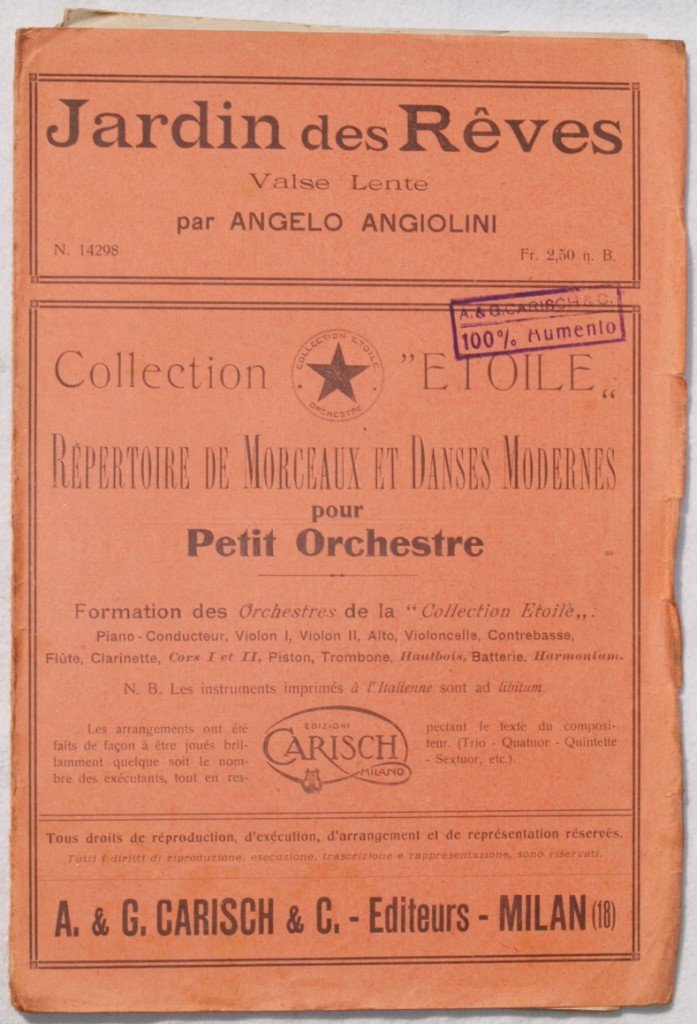 Jardin des Rêves
Valse Lente
par ANGELO ANGIOLINI
N. 14298
Fr. 2,50 n. B.
A. & G. CARISCH & C.
100% Aumento
Collection "ETOILE„
COLLECTION ETOILE
ORCHESTRE
RÉPERTOIRE DE MORCEAUX ET DANSES MODERNES
pour
Petit Orchestre
Formation des Orchestres de la “Collection Etoile„:
Piano-Conducteur, Violon I, Violon II, Alto, Violoncelle, Contrebasse,
Flûte, Clarinette, Cors I et II, Piston, Trombone, Hautbois, Batterie, Harmonium.
N. B. Les instruments imprimés à l'Italienne sont ad libitum.
Les arrangements ont été
faits de façon à être joués bril-
lamment quelque soit le nom-
bre des exécutants, tout en res-
EDIZIONI
CARISCH
MILANO
pectant le texte du composi-
teur. (Trio - Quatuor - Quintette
- Sextuor, etc.).
Tous droits de réproduction, d'exécution, d'arrangement et de représentation réservés.
Tutti i diritti di riproduzione, esecuzione, trascrizione e rappresentazione, sono riservati.
A. & G. CARISCH & C. - Editeurs - MILAN (18)